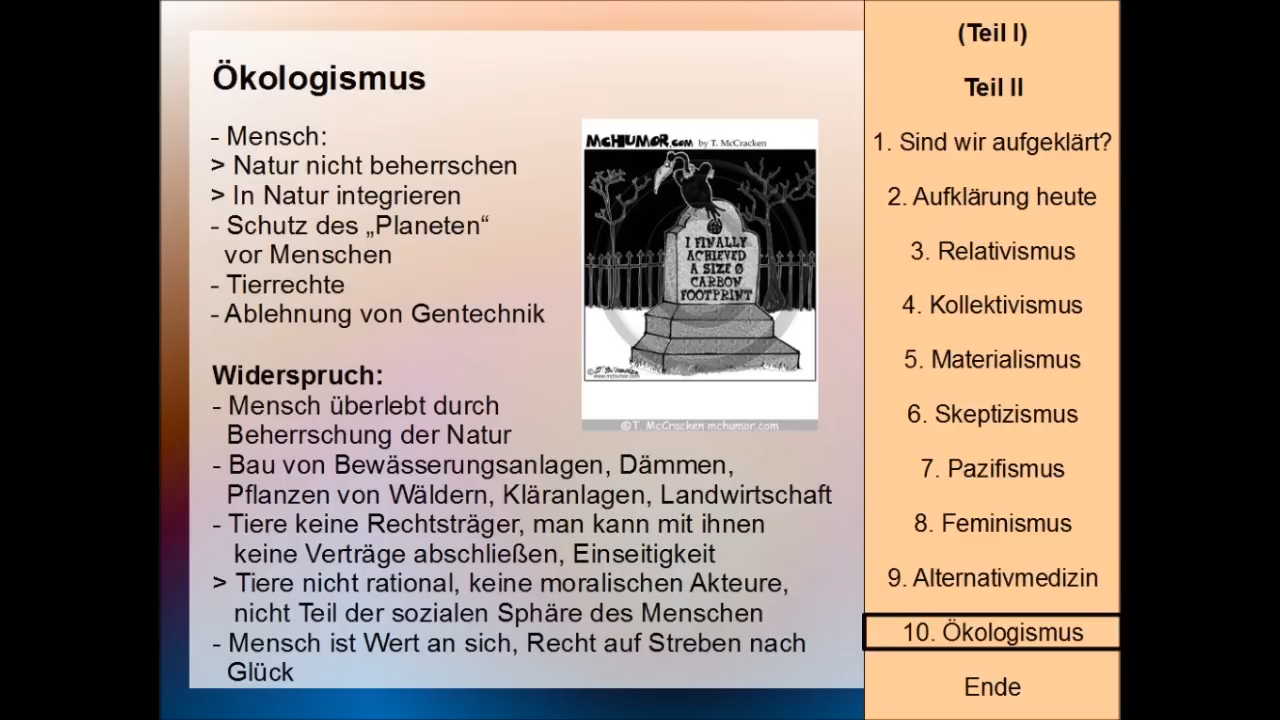 Ökologismus
- Mensch:
> Natur nicht beherrschen
> In Natur integrieren
- Schutz des „Planeten“
vor Menschen
- Tierrechte
- Ablehnung von Gentechnik
McHUMOR.com by T. McCracken
I FINALLY
ACHIEVED
A SIZE 0
CARBON
FOOTPRINT
©T. McCracken mchumor.com
Widerspruch:
- Mensch überlebt durch
Beherrschung der Natur
- Bau von Bewässerungsanlagen, Dämmen,
Pflanzen von Wäldern, Kläranlagen, Landwirtschaft
- Tiere keine Rechtsträger, man kann mit ihnen
keine Verträge abschließen, Einseitigkeit
> Tiere nicht rational, keine moralischen Akteure,
nicht Teil der sozialen Sphäre des Menschen
- Mensch ist Wert an sich, Recht auf Streben nach
Glück
(Teil I)
Teil II
1. Sind wir aufgeklärt?
2. Aufklärung heute
3. Relativismus
4. Kollektivismus
5. Materialismus
6. Skeptizismus
7. Pazifismus
8. Feminismus
9. Alternativmedizin
10. Ökologismus
Ende